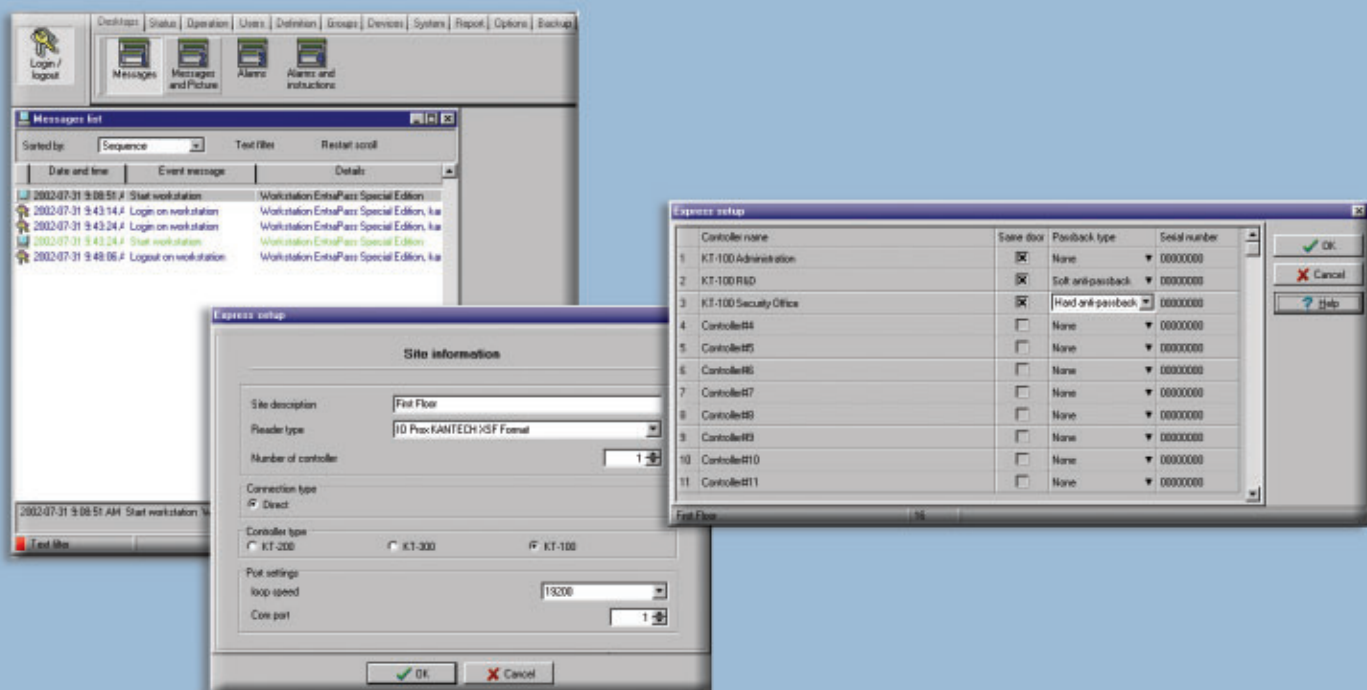 Desktops Status Operation Users Definition Groups Devices System Report Options Backup
Login /
logout
Messages
Messages
and Picture
Alarms
Alarms and
instructions
Messages list
Sorted by:
Sequence
Text filter
Restart scroll
Date and time Event message Details
2002-07-31 9:08:51 A Start workstation Workstation EntraPass Special Edition
2002-07-31 9:43:14 A Login on workstation Workstation EntraPass Special Edition, ka
2002-07-31 9:43:24 A Login on workstation Workstation EntraPass Special Edition, ka
2002-07-31 9:43:24 A Start workstation Workstation EntraPass Special Edition
2002-07-31 9:48:06 A Logout on workstation Workstation EntraPass Special Edition, ka
2002-07-31 9:08:51 AM Start workstation W
Text filter
Express setup
Site information
Site description First Floor
Reader type IO Prox KANTECH XSF Format
Number of controller 1
Connection type
Direct
Controller type
KT-200 KT-300 KT-100
Port settings
loop speed 19200
Com port 1
OK Cancel
Express setup
Controller name Same door Passback type Serial number
1 KT-100 Administration None 00000000
2 KT-100 R&D Soft anti-passback 00000000
3 KT-100 Security Office Hard anti-passback 00000000
4 Controller#4 None 00000000
5 Controller#5 None 00000000
6 Controller#6 None 00000000
7 Controller#7 None 00000000
8 Controller#8 None 00000000
9 Controller#9 None 00000000
10 Controller#10 None 00000000
11 Controller#11 None 00000000
First Floor 16
OK
Cancel
Help